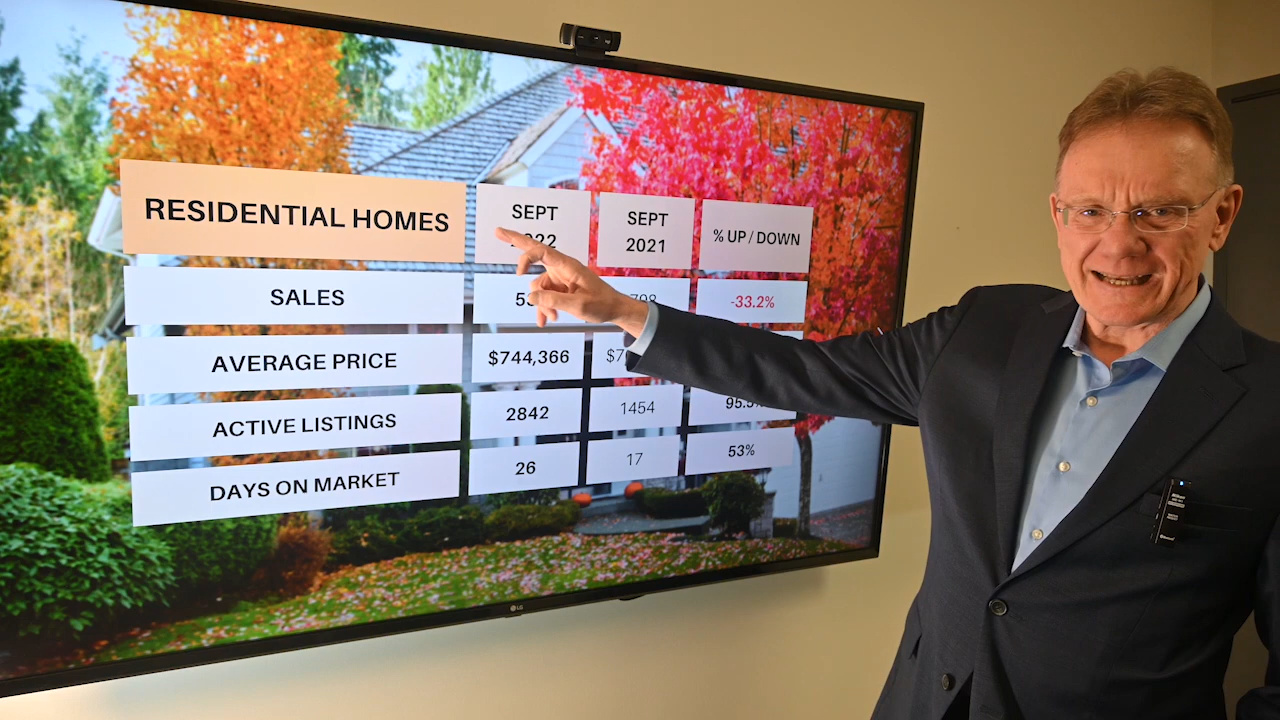 RESIDENTIAL HOMES
SEPT
SEPT
2021
% UP / DOWN
SALES
-33.2%
AVERAGE PRICE
$744,366
ACTIVE LISTINGS
2842
1454
DAYS ON MARKET
26
17
53%
LG